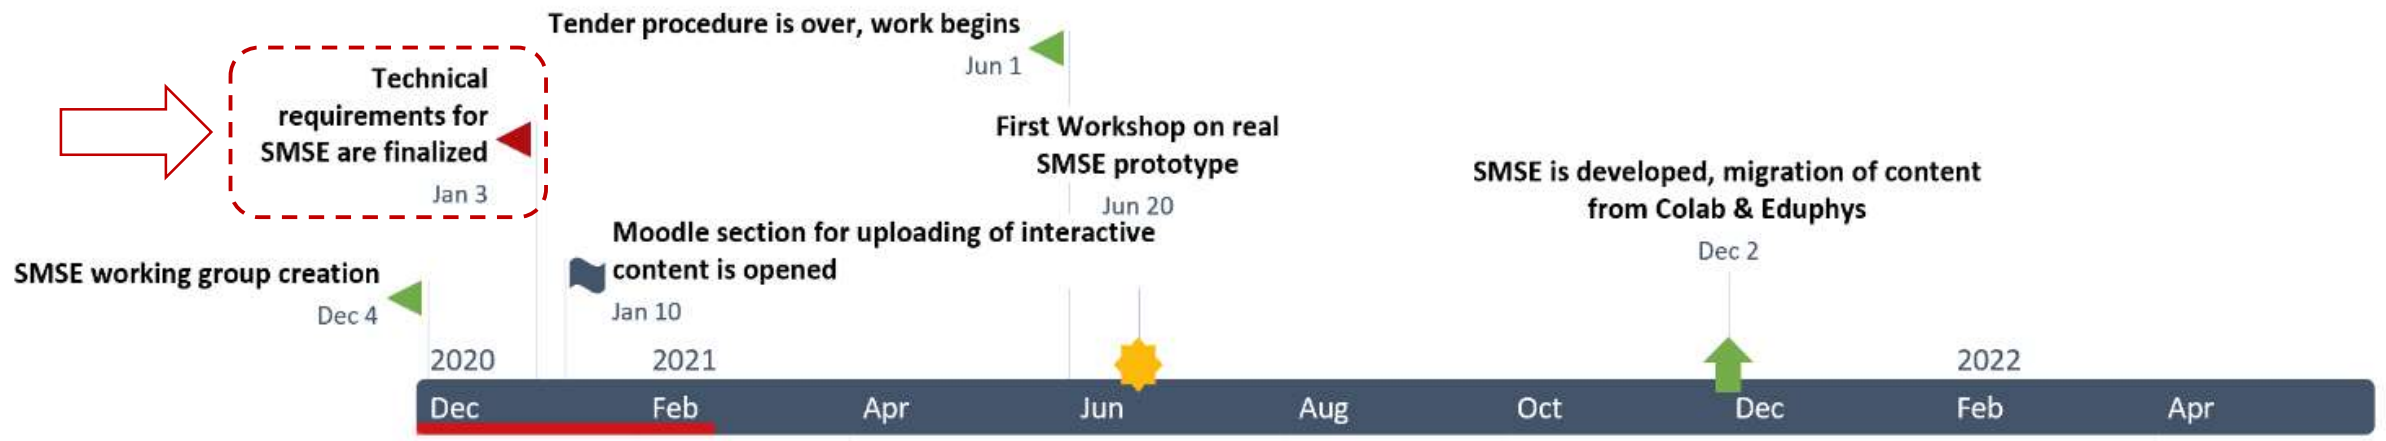 Tender procedure is over, work begins
Jun 1
Technical
requirements for
SMSE are finalized
Jan 3
First Workshop on real
SMSE prototype
Jun 20
SMSE is developed, migration of content
from Colab & Eduphys
Dec 2
Moodle section for uploading of interactive
content is opened
Jan 10
SMSE working group creation
Dec 4
2020 2021 2022
Dec Feb Apr Jun Aug Oct Dec Feb Apr